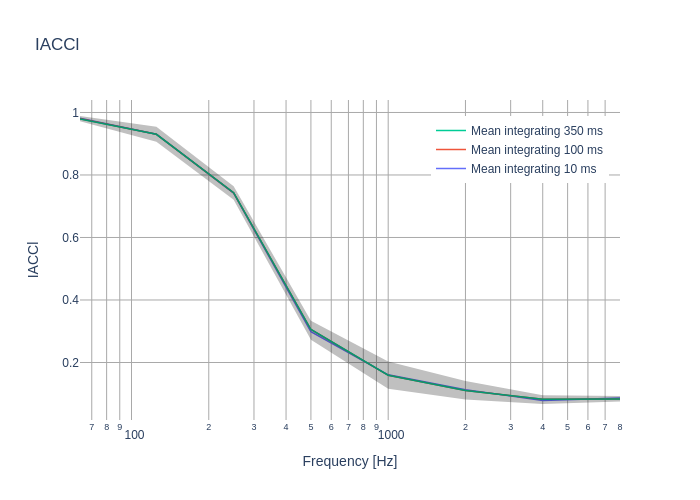 IACCl
Mean integrating 350 ms
Mean integrating 100 ms
Mean integrating 10 ms
1
0.8
0.6
0.4
0.2
IACCl
7 8 9 100 2 3 4 5 6 7 8 9 1000 2 3 4 5 6 7 8
Frequency [Hz]